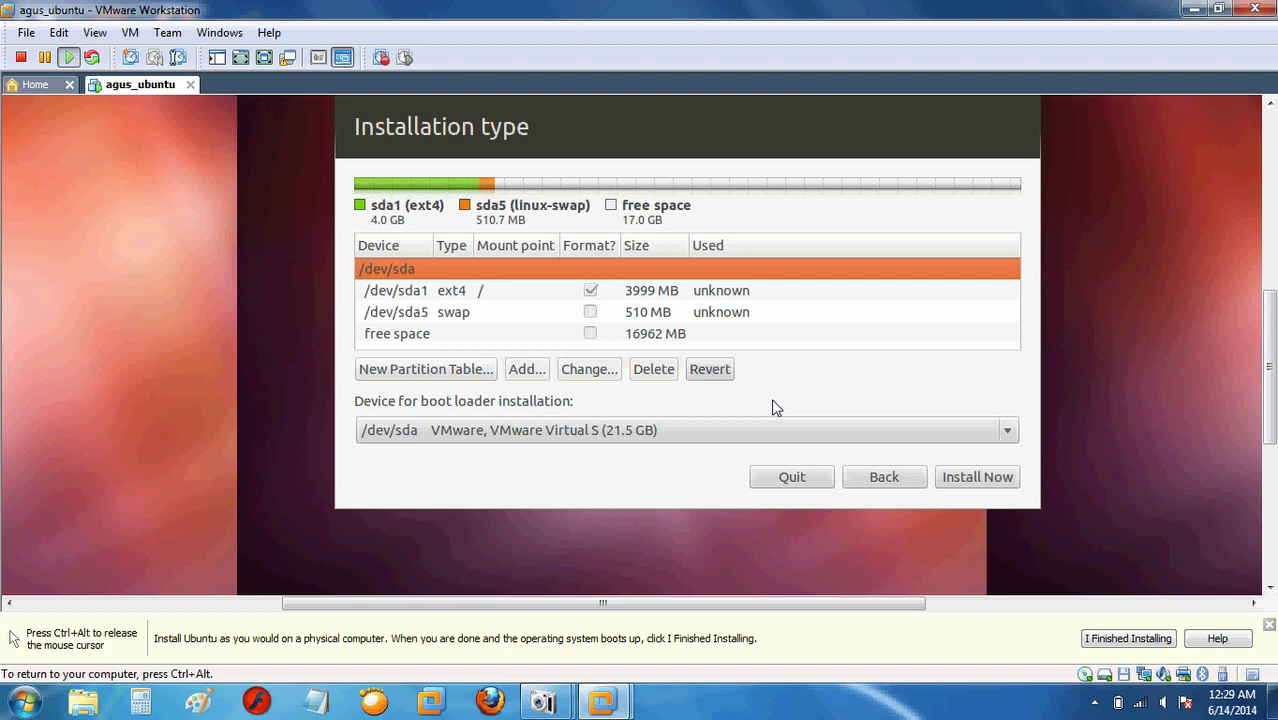 agus_ubuntu - VMware Workstation
File Edit View VM Team Windows Help
Home agus_ubuntu
Installation type
sda1 (ext4) sda5 (linux-swap) free space
4.0 GB 510.7 MB 17.0 GB
Device Type Mount point Format? Size Used
/dev/sda
/dev/sda1 ext4 / 3999 MB unknown
/dev/sda5 swap 510 MB unknown
free space 16962 MB
New Partition Table... Add... Change... Delete Revert
Device for boot loader installation:
/dev/sda VMware, VMware Virtual S (21.5 GB)
Quit Back Install Now
Press Ctrl+Alt to release
the mouse cursor
Install Ubuntu as you would on a physical computer. When you are done and the operating system boots up, click I Finished Installing.
I Finished Installing Help
To return to your computer, press Ctrl+Alt.
12:29 AM
6/14/2014